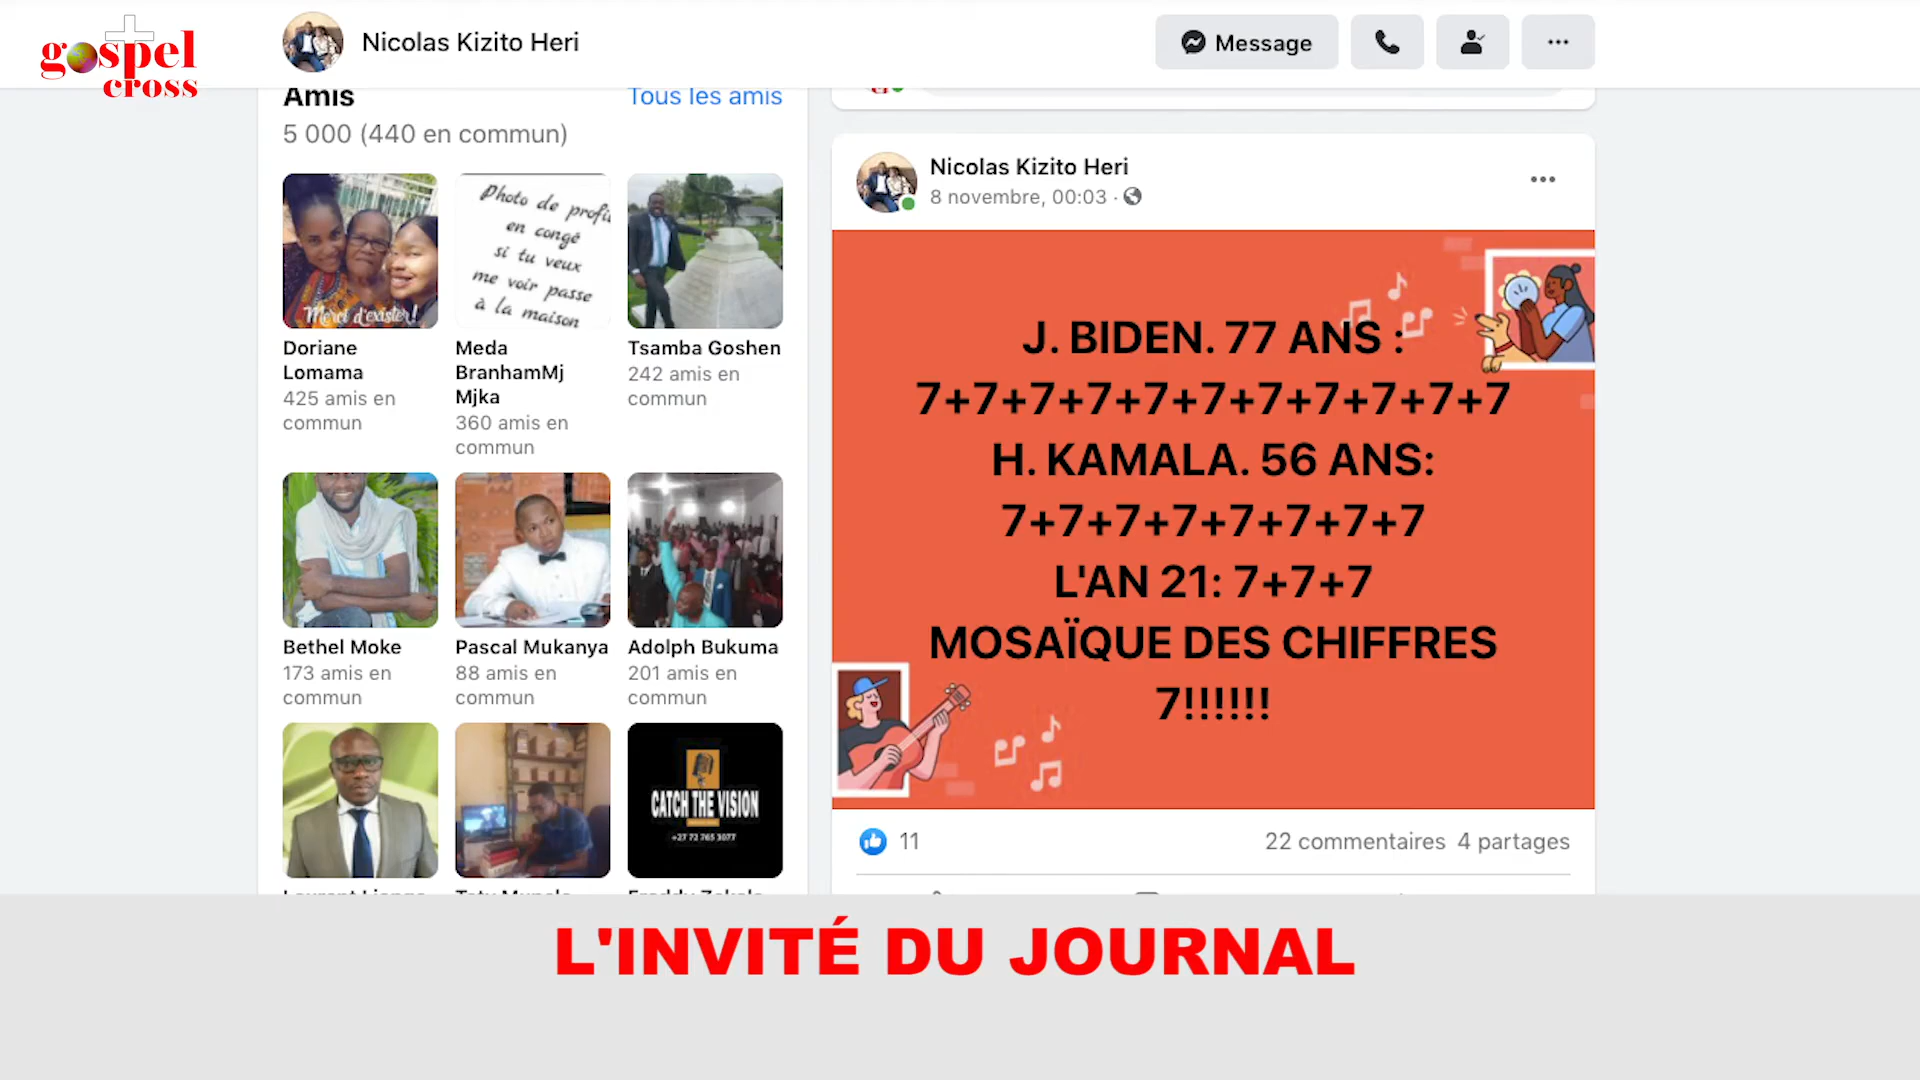 gospel
cross
Nicolas Kizito Heri
Message
Amis
Tous les amis
5 000 (440 en commun)
Photo de profil
en congé
si tu veux
me voir passe
à la maison
Merci d'exister!
Doriane
Lomama
425 amis en
commun
Meda
BranhamMj
Mjka
360 amis en
commun
Tsamba Goshen
242 amis en
commun
Bethel Moke
173 amis en
commun
Pascal Mukanya
88 amis en
commun
Adolph Bukuma
201 amis en
commun
CATCH THE VISION
+27 72 765 3077
Nicolas Kizito Heri
8 novembre, 00:03 ·
J. BIDEN. 77 ANS :
7+7+7+7+7+7+7+7+7+7+7
H. KAMALA. 56 ANS:
7+7+7+7+7+7+7+7
L'AN 21: 7+7+7
MOSAÏQUE DES CHIFFRES
7!!!!!!
11
22 commentaires 4 partages
L'INVITÉ DU JOURNAL